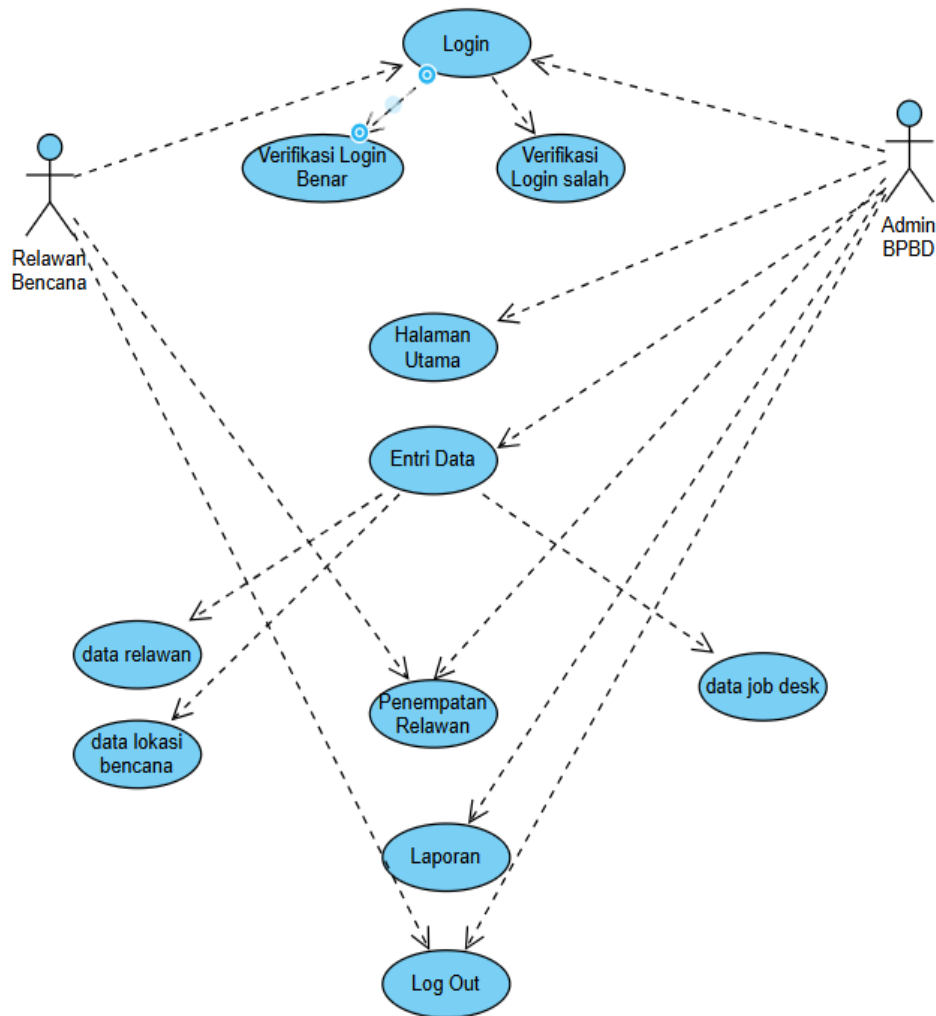 Login
Verifikasi Login
Benar
Verifikasi
Login salah
Relawan
Bencana
Admin
BPBD
Halaman
Utama
Entri Data
data relawan
data lokasi
bencana
Penempatan
Relawan
data job desk
Laporan
Log Out